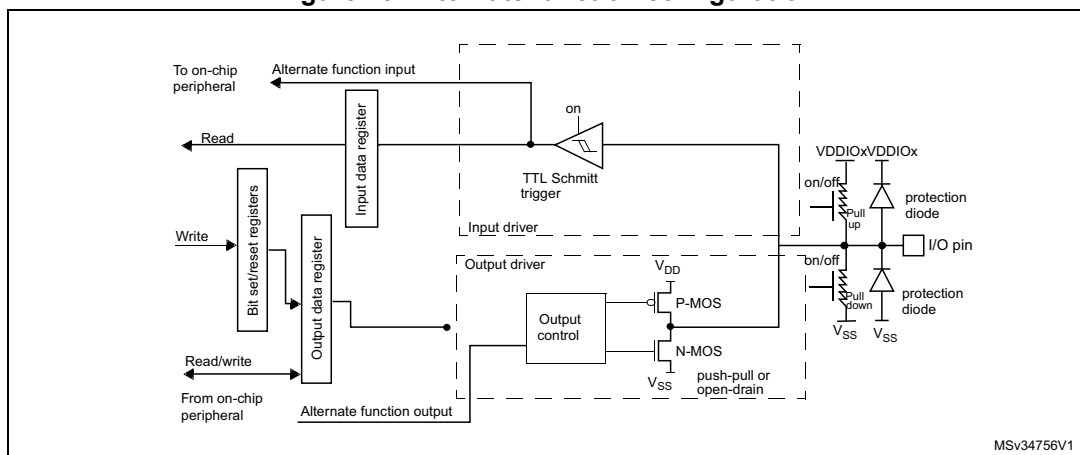 To on-chip
peripheral
Alternate function input
on
Read
Input data register
TTL Schmitt
trigger
Input driver
VDDIOx
VDDIOx
on/off
Pull
up
protection
diode
I/O pin
Write
Bit set/reset registers
Output data register
Output driver
VDD
P-MOS
Output
control
N-MOS
VSS
push-pull or
open-drain
on/off
Pull
down
VSS
VSS
protection
diode
Read/write
From on-chip
peripheral
Alternate function output
MSv34756V1